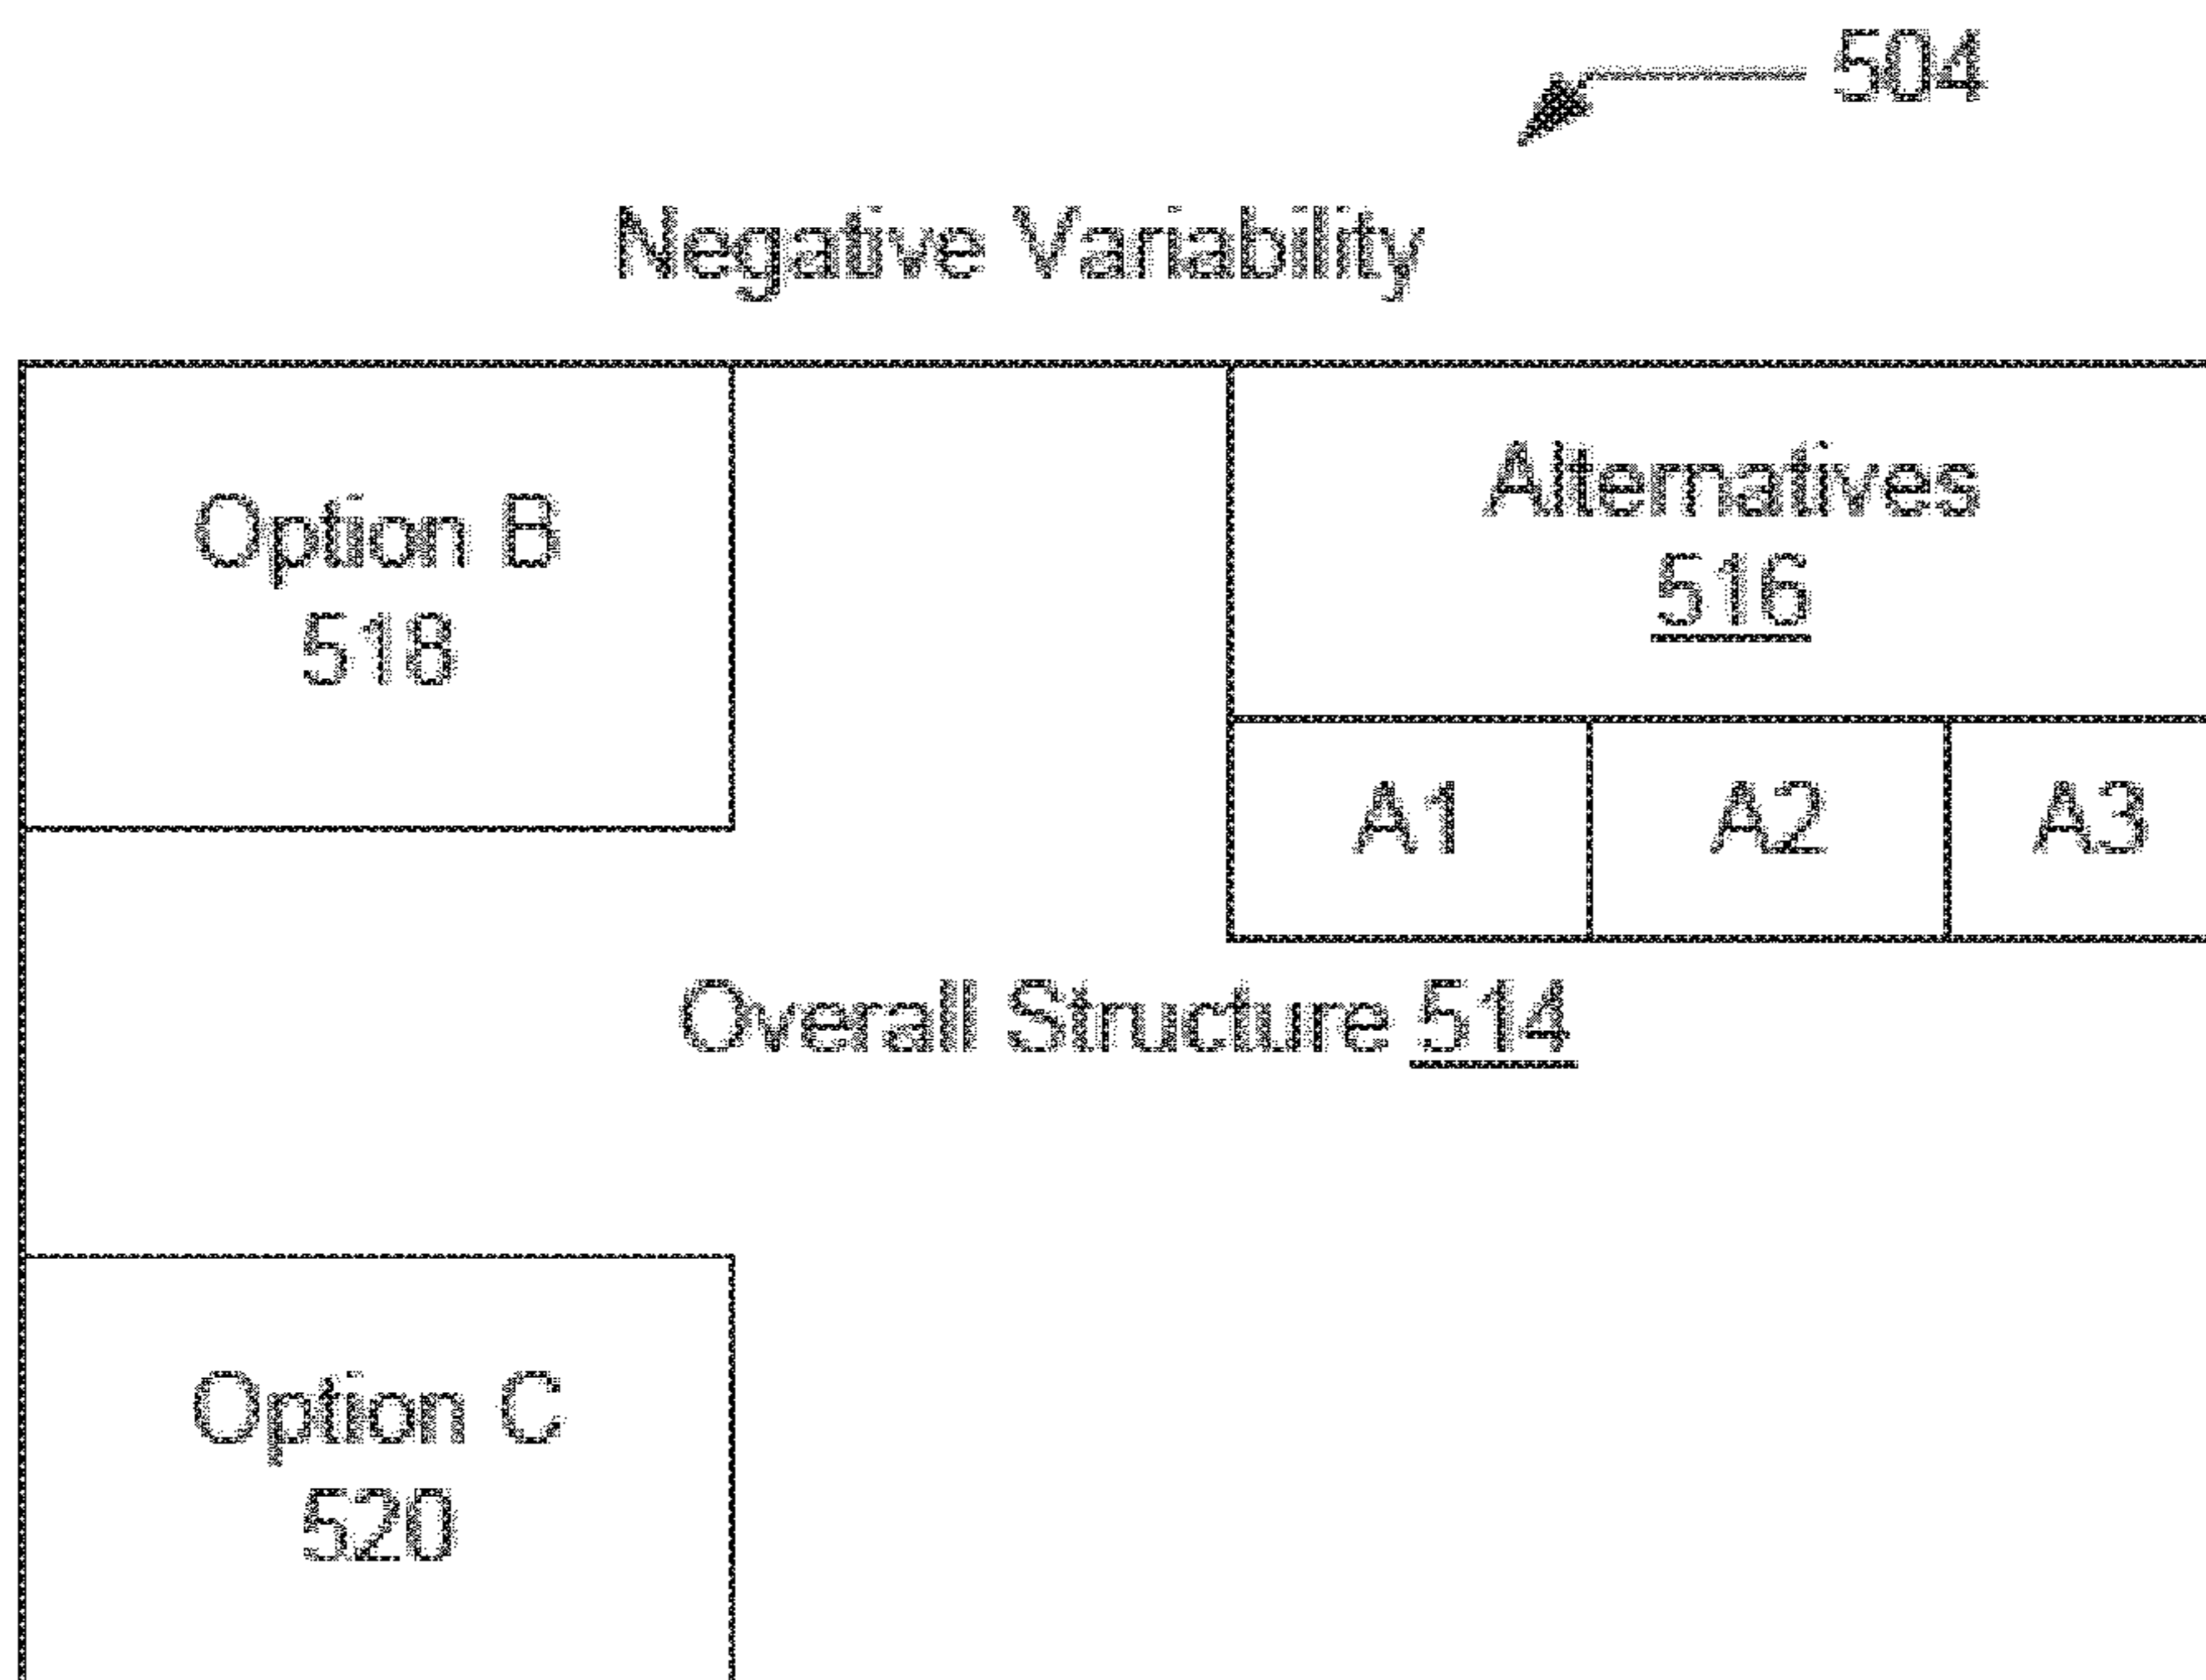 504
Negative Variability
Option B
518
Alternatives
516
A1 A2 A3
Overall Structure 514
Option C
520